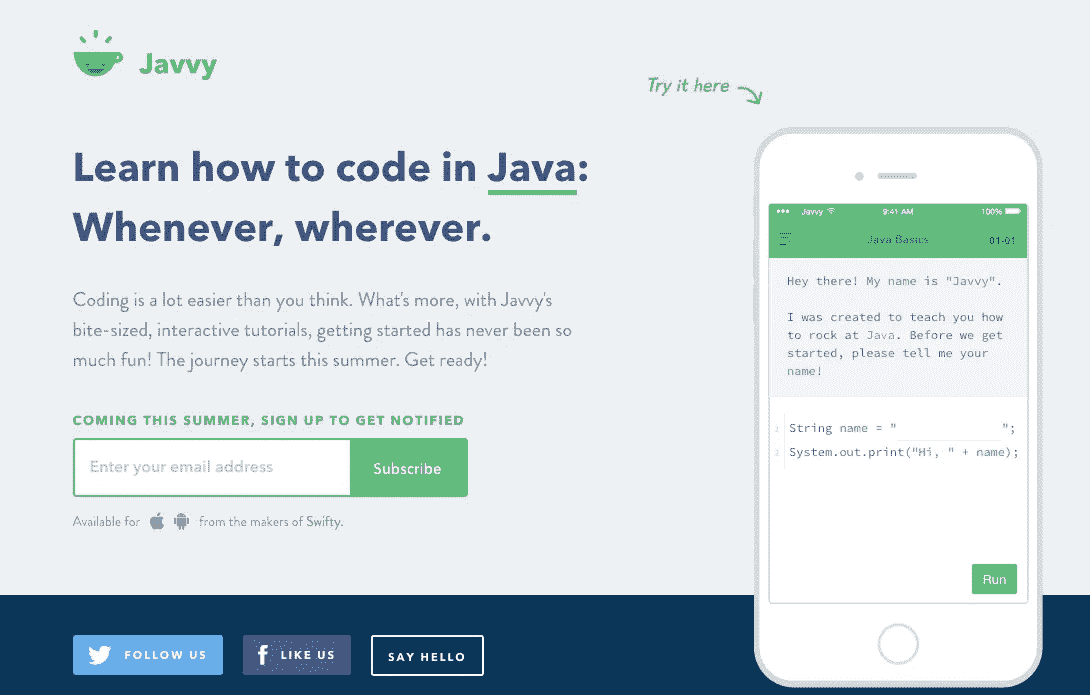 Javvy
Try it here
Learn how to code in Java:
Whenever, wherever.
Coding is a lot easier than you think. What's more, with Javvy's
bite-sized, interactive tutorials, getting started has never been so
much fun! The journey starts this summer. Get ready!
COMING THIS SUMMER, SIGN UP TO GET NOTIFIED
Enter your email address
Subscribe
Available for from the makers of Swifty.
FOLLOW US
LIKE US
SAY HELLO
Javvy 9:41 AM 100%
Java Basics 01-01
Hey there! My name is "Javvy".
I was created to teach you how
to rock at Java. Before we get
started, please tell me your
name!
1 String name = " ";
2 System.out.print("Hi, " + name);
Run